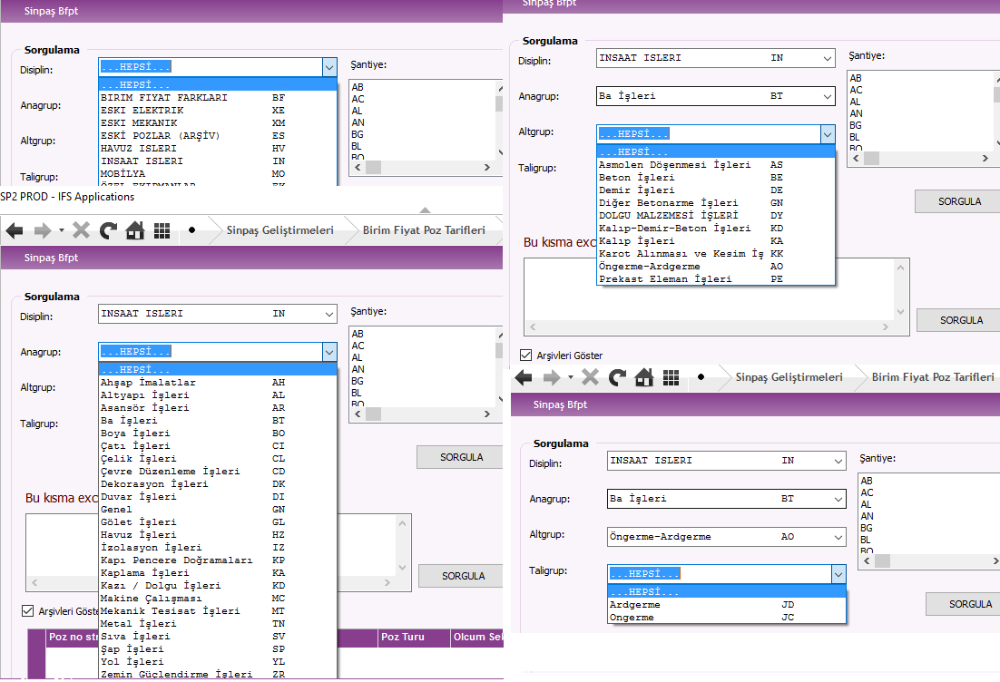 Sinpaş Bfpt
Sorgulama
Disiplin:
...HEPSİ...
Şantiye:
...HEPSİ...
BIRIM FIYAT FARKLARI BF
ESKI ELEKTRIK XE
ESKI MEKANIK XM
ESKİ POZLAR (ARŞİV) ES
HAVUZ ISLERI HV
INSAAT ISLERI IN
MOBİLYA MO
ÖZEL EKIPMANLAR EK
Anagrup:
Altgrup:
Taligrup:
AB
AC
AL
AN
BG
BL
BO
SP2 PROD - IFS Applications
Sinpaş Geliştirmeleri
Birim Fiyat Poz Tarifleri
Sinpaş Bfpt
Sorgulama
Disiplin:
INSAAT ISLERI IN
Şantiye:
Anagrup:
...HEPSİ...
Altgrup:
Taligrup:
AB
AC
AL
AN
BG
BL
BO
...HEPSİ...
Ahşap İmalatlar AH
Altyapı İşleri AL
Asansör İşleri AR
Ba İşleri BT
Boya İşleri BO
Çatı İşleri CI
Çelik İşleri CL
Çevre Düzenleme İşleri CD
Dekorasyon İşleri DK
Duvar İşleri DI
Genel GN
Gölet İşleri GL
Havuz İşleri HZ
İzolasyon İşleri IZ
Kapı Pencere Doğramaları KP
Kaplama İşleri KA
Kazı / Dolgu İşleri KD
Makine Çalışması MC
Mekanik Tesisat İşleri MT
Metal İşleri TN
Sıva İşleri SV
Şap İşleri SP
Yol İşleri YL
Zemin Güçlendirme İşleri ZR
SORGULA
Bu kısma exc
SORGULA
Arşivleri Göste
Poz no str
Poz Turu
Olcum Sek
Sinpaş Bfpt
Sorgulama
Disiplin:
INSAAT ISLERI IN
Şantiye:
Anagrup:
Ba İşleri BT
Altgrup:
...HEPSİ...
Taligrup:
AB
AC
AL
AN
BG
BL
BO
...HEPSİ...
Asmolen Döşenmesi İşleri AS
Beton İşleri BE
Demir İşleri DE
Diğer Betonarme İşleri GN
DOLGU MALZEMESİ İŞLERİ DY
Kalıp-Demir-Beton İşleri KD
Kalıp İşleri KA
Karot Alınması ve Kesim İş KK
Öngerme-Ardgerme AO
Prekast Eleman İşleri PE
SORGULA
Bu kısma exc
SORGULA
Arşivleri Göster
Sinpaş Geliştirmeleri
Birim Fiyat Poz Tarifleri
Sinpaş Bfpt
Sorgulama
Disiplin:
INSAAT ISLERI IN
Şantiye:
Anagrup:
Ba İşleri BT
Altgrup:
Öngerme-Ardgerme AO
Taligrup:
...HEPSİ...
AB
AC
AL
AN
BG
BL
BO
...HEPSİ...
Ardgerme JD
Ongerme JC
SORGULA